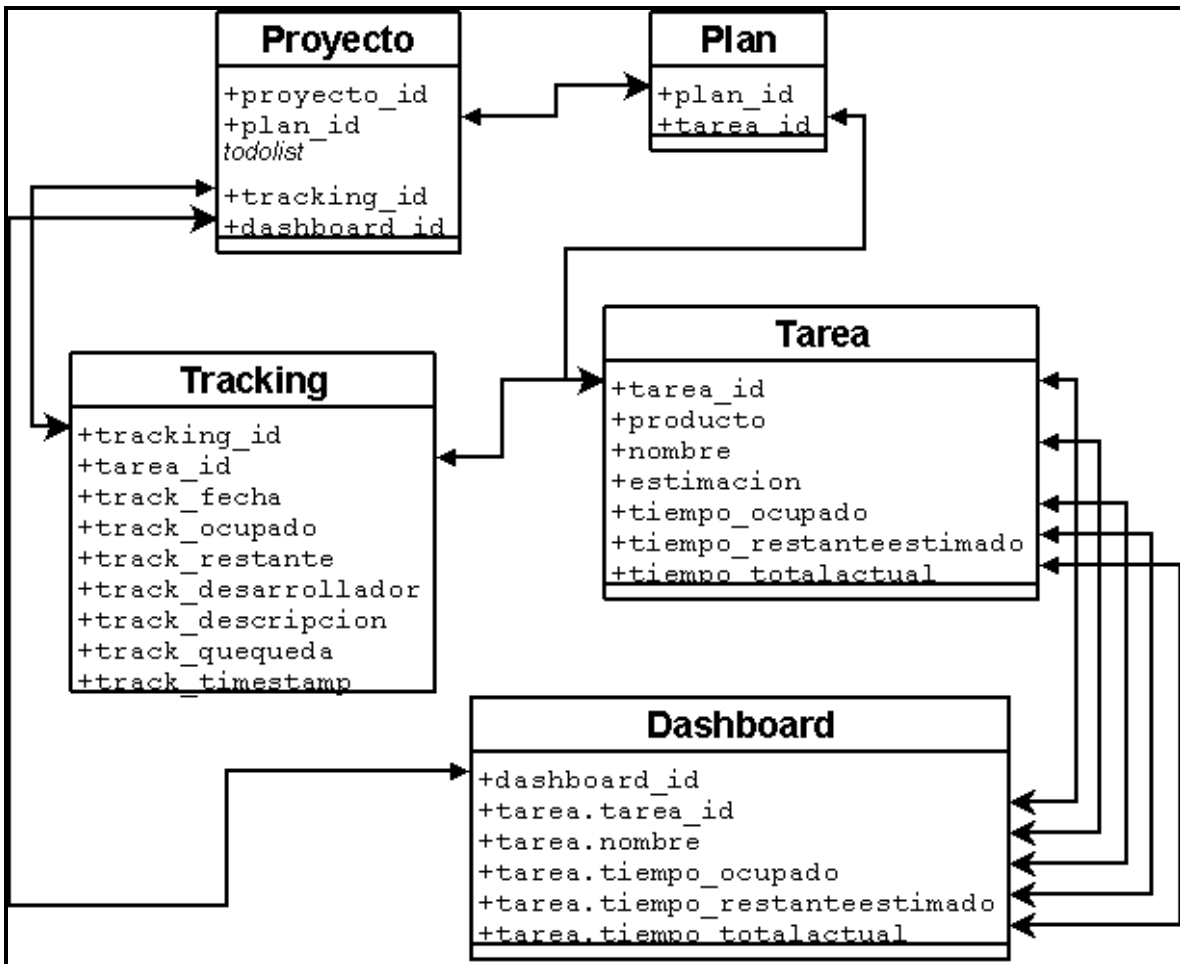 Proyecto
+proyecto_id
+plan_id
todolist
+tracking_id
+dashboard_id
Plan
+plan_id
+tarea_id
Tracking
+tracking_id
+tarea_id
+track_fecha
+track_ocupado
+track_restante
+track_desarrollador
+track_descripcion
+track_quequeda
+track_timestamp
Tarea
+tarea_id
+producto
+nombre
+estimacion
+tiempo_ocupado
+tiempo_restanteestimado
+tiempo_totalactual
Dashboard
+dashboard_id
+tarea.tarea_id
+tarea.nombre
+tarea.tiempo_ocupado
+tarea.tiempo_restanteestimado
+tarea.tiempo_totalactual